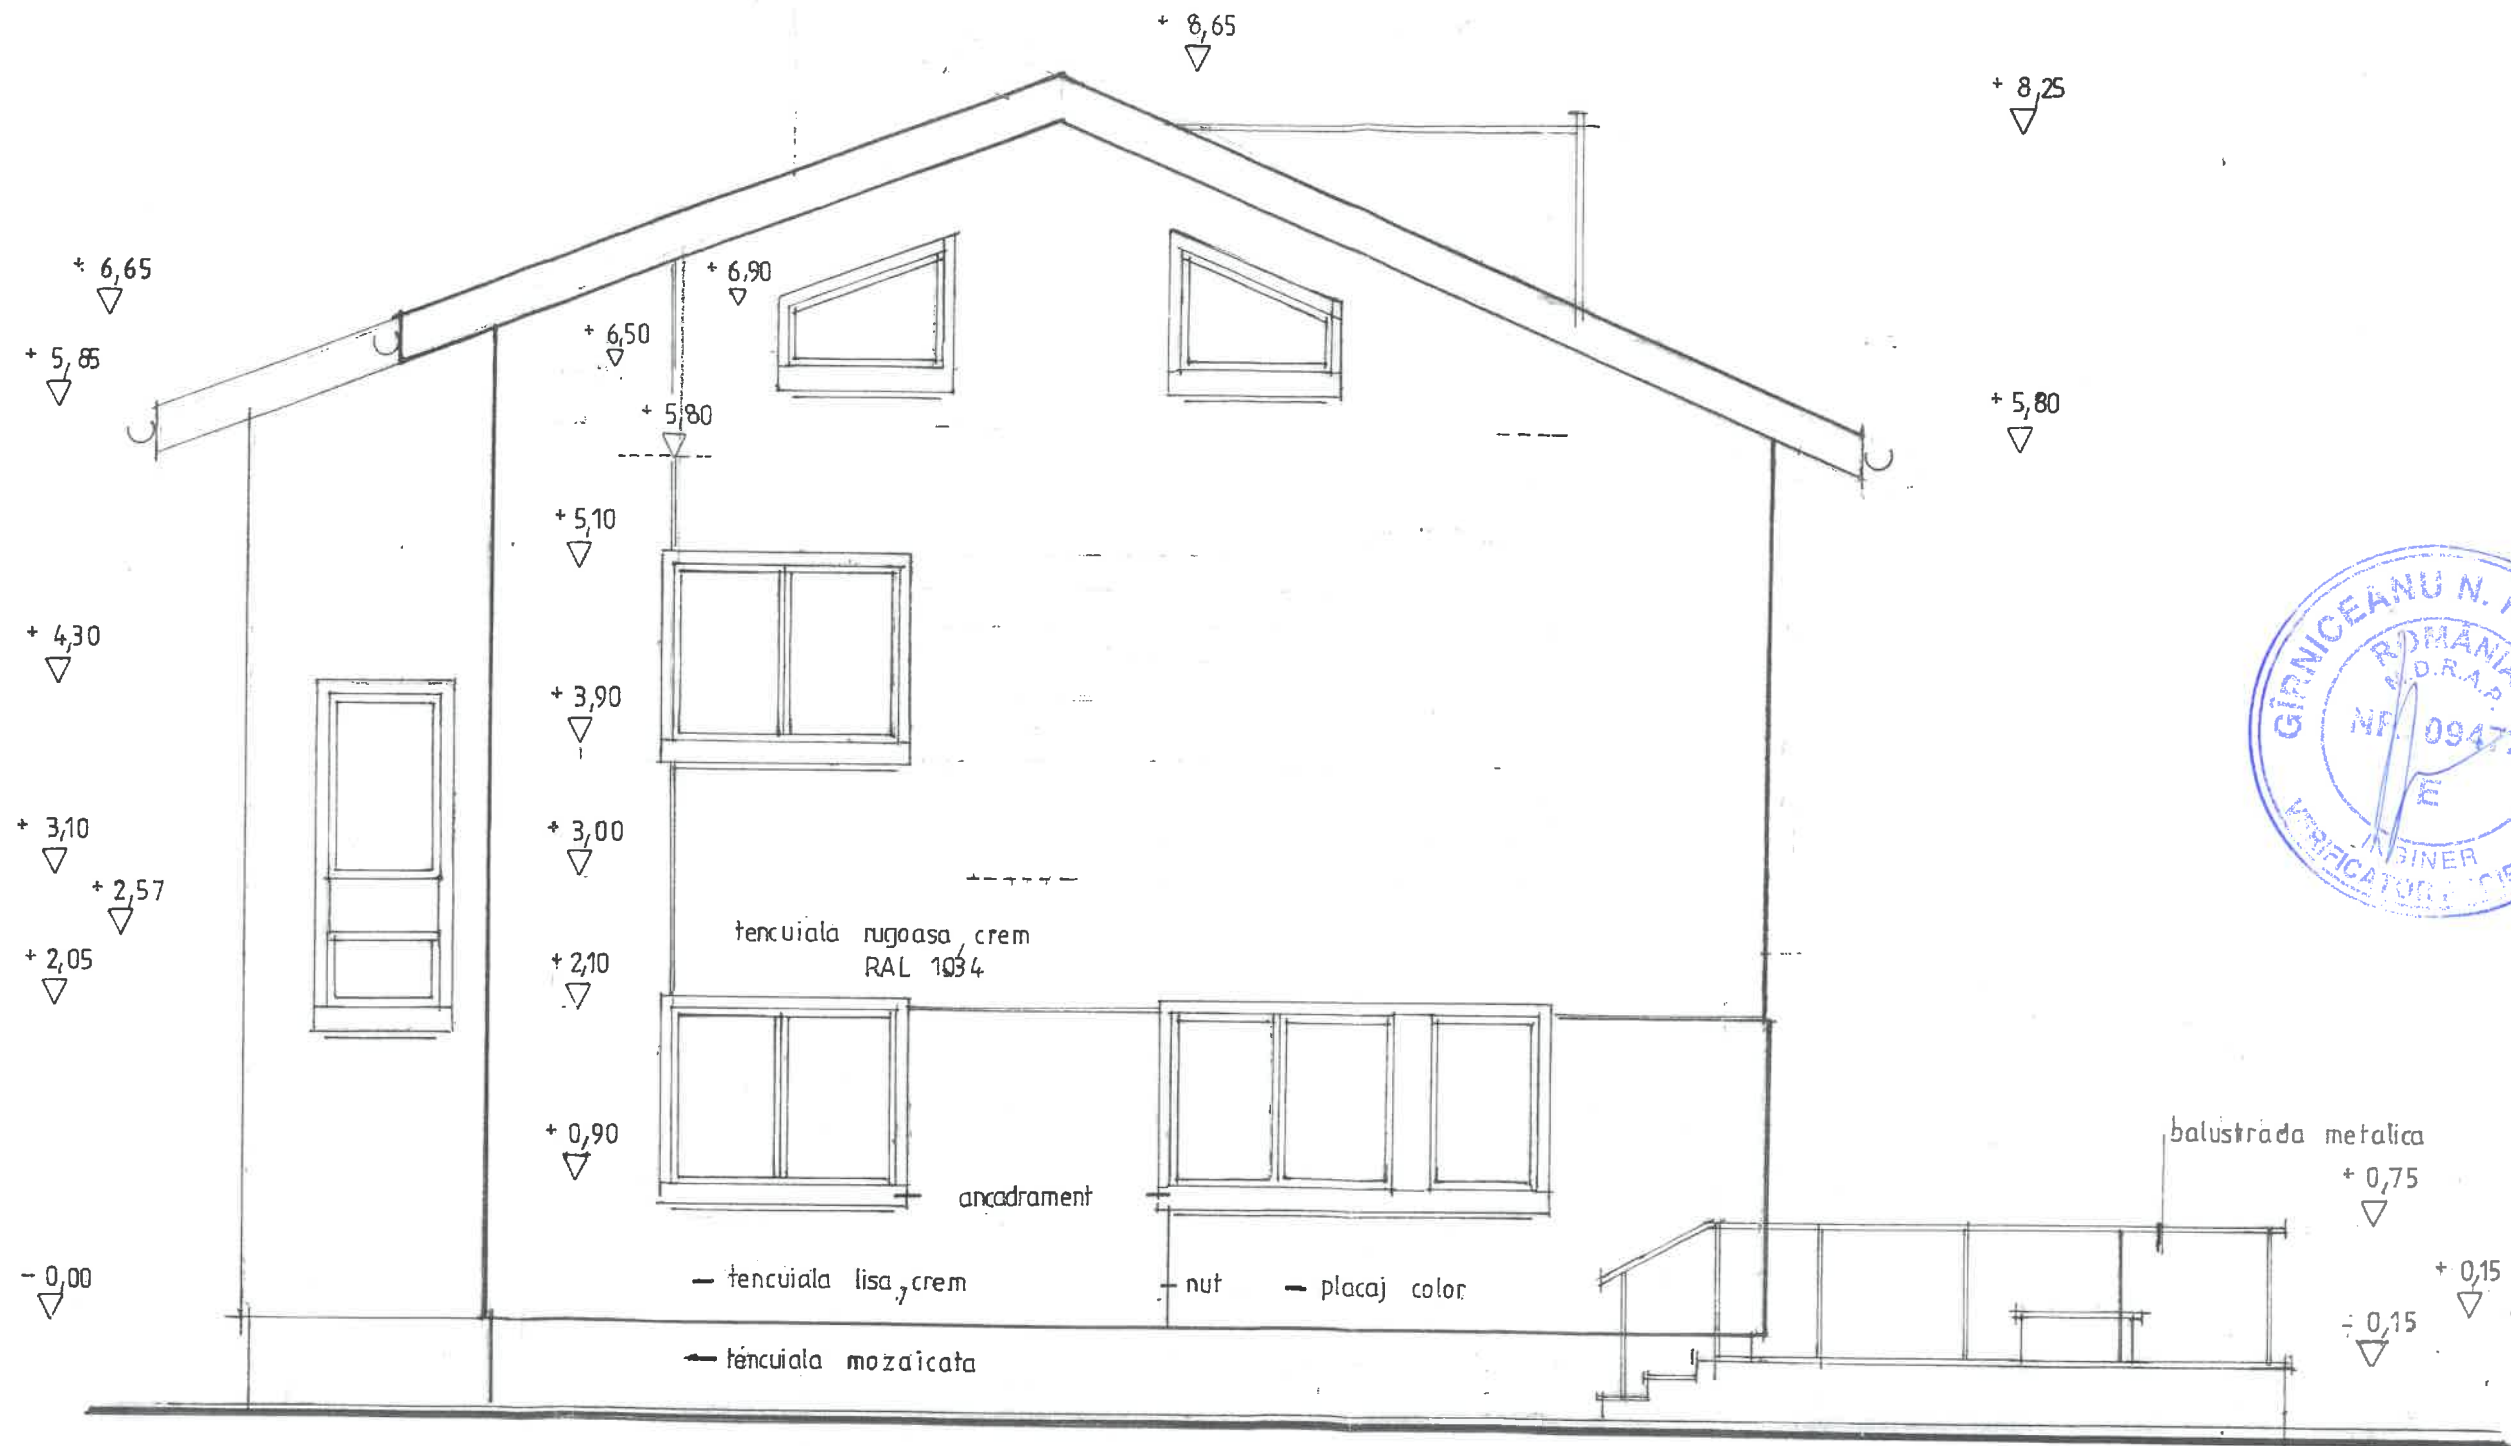 + 8,65
+ 8,25
+ 6,65
+ 6,90
+ 6,50
+ 5,85
+ 5,80
+ 5,80
+ 5,10
+ 4,30
+ 3,90
+ 3,10
+ 3,00
+ 2,57
tencuiala rugoasa, crem
RAL 1034
+ 2,05
+ 2,10
+ 0,90
ancadrament
balustrada metalica
+ 0,75
- 0,00
- tencuiala lisa, crem
nut
- placaj color
+ 0,15
- 0,15
tencuiala mozaicata
GÎRNICEANU N.
ROMÂNIA
M.D.R.A.P.
NR. 0947
E
INGINER
VERIFICATOR